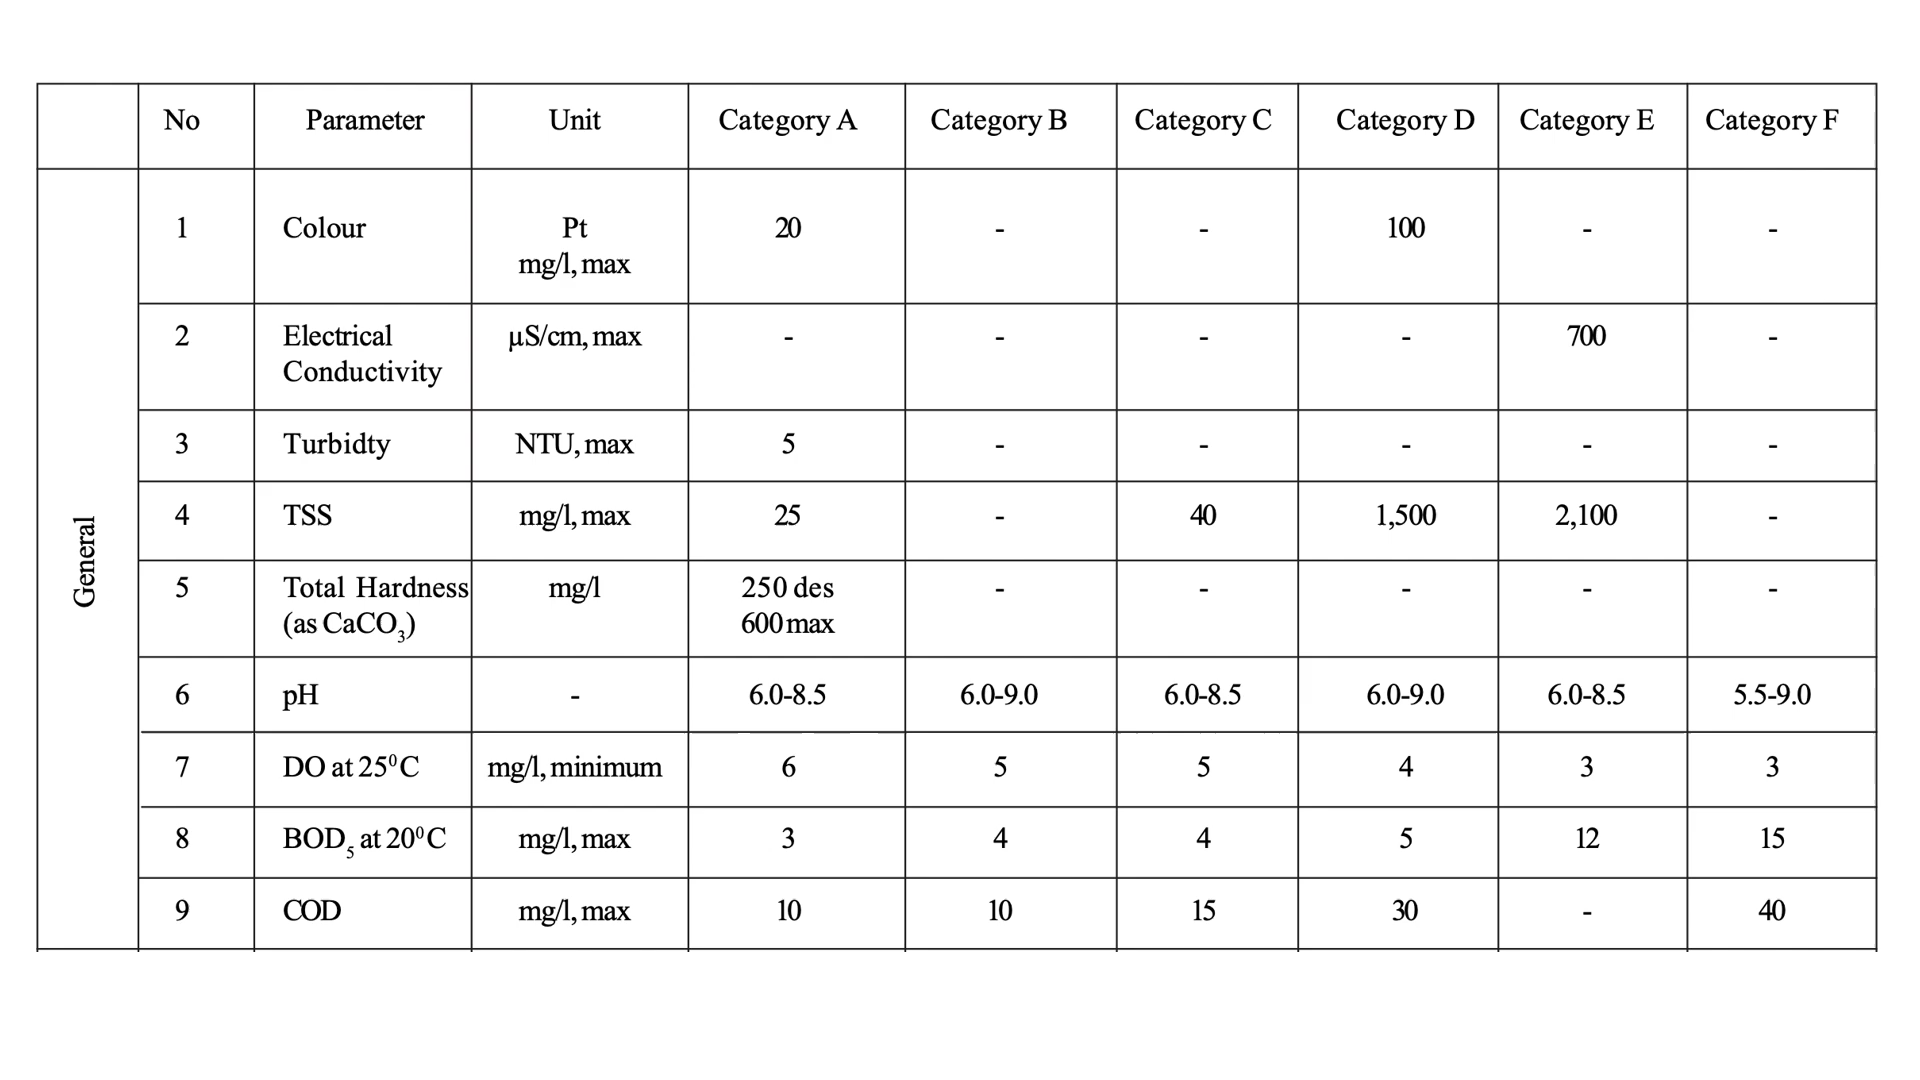 No Parameter Unit Category A Category B Category C Category D Category E Category F
General
1 Colour Pt 20 - - 100 - -
mg/l, max
2 Electrical µS/cm, max - - - - 700 -
Conductivity
3 Turbidty NTU, max 5 - - - - -
4 TSS mg/l, max 25 - 40 1,500 2,100 -
5 Total Hardness mg/l 250 des - - - - -
(as CaCO₃) 600 max
6 pH - 6.0-8.5 6.0-9.0 6.0-8.5 6.0-9.0 6.0-8.5 5.5-9.0
7 DO at 25⁰C mg/l, minimum 6 5 5 4 3 3
8 BOD₅ at 20⁰C mg/l, max 3 4 4 5 12 15
9 COD mg/l, max 10 10 15 30 - 40